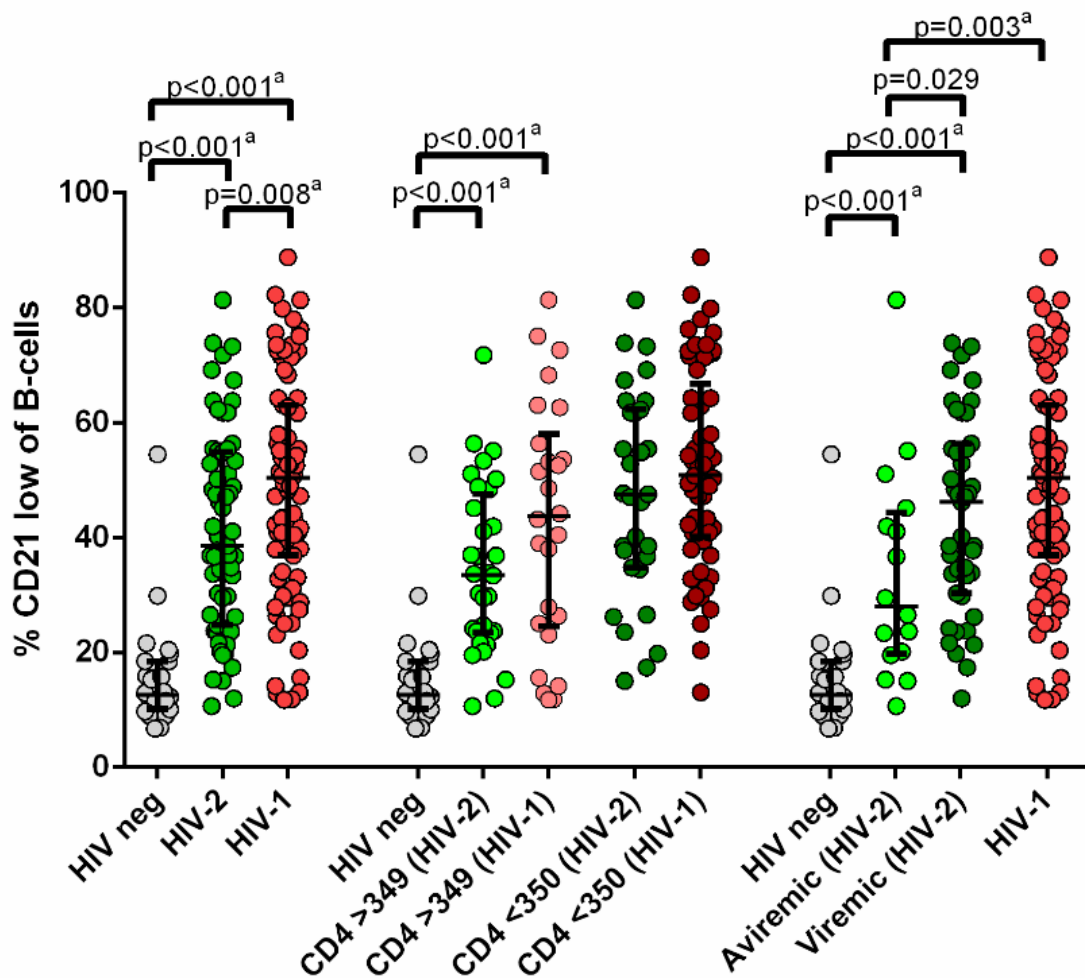 p=0.003ᵃ
p=0.029
p<0.001ᵃ
p<0.001ᵃ
p<0.001ᵃ
p<0.001ᵃ
p=0.008ᵃ
p<0.001ᵃ
p<0.001ᵃ
p<0.001ᵃ
% CD21 low of B-cells
100
80
60
40
20
0
HIV neg
HIV-2
HIV-1
HIV neg
CD4 >349 (HIV-2)
CD4 >349 (HIV-1)
CD4 <350 (HIV-2)
CD4 <350 (HIV-1)
HIV neg
Aviremic (HIV-2)
Viremic (HIV-2)
HIV-1